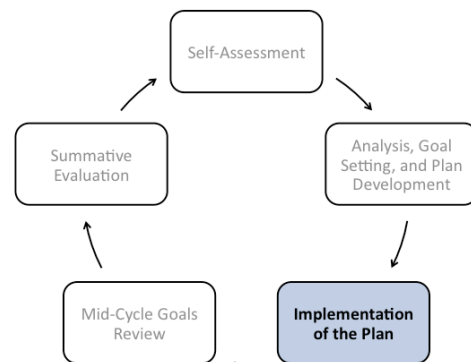 Self-Assessment
Analysis, Goal
Setting, and Plan
Development
Implementation
of the Plan
Mid-Cycle Goals
Review
Summative
Evaluation